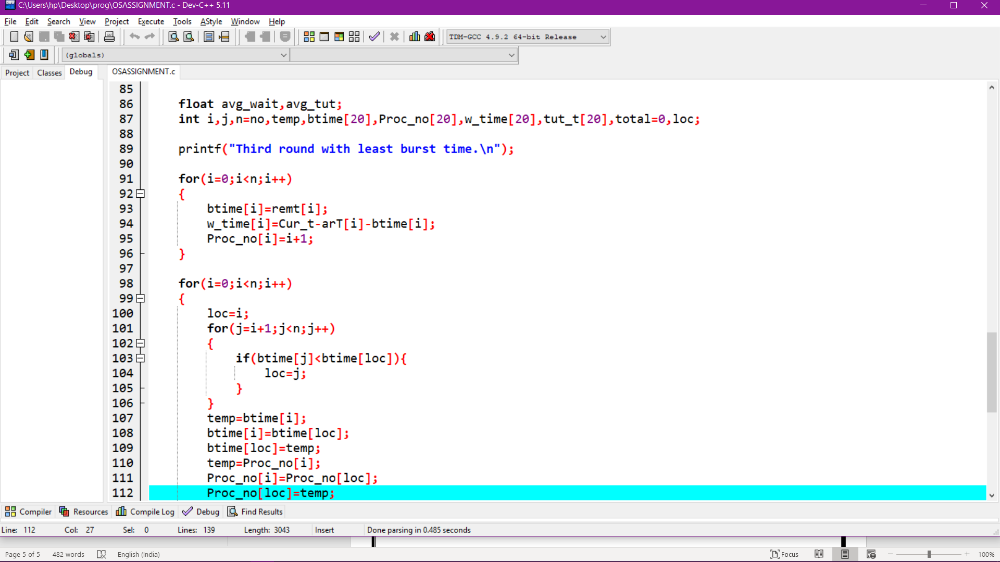 C:\Users\hp\Desktop\prog\OSASSIGNMENT.c - Dev-C++ 5.11
File Edit Search View Project Execute Tools AStyle Window Help
TDM-GCC 4.9.2 64-bit Release
(globals)
Project Classes Debug OSASSIGNMENT.c
85
86 float avg_wait,avg_tut;
87 int i,j,n=no,temp,btime[20],Proc_no[20],w_time[20],tut_t[20],total=0,loc;
88
89 printf("Third round with least burst time.\n");
90
91 for(i=0;i<n;i++)
92 {
93 btime[i]=remt[i];
94 w_time[i]=Cur_t-arT[i]-btime[i];
95 Proc_no[i]=i+1;
96 }
97
98 for(i=0;i<n;i++)
99 {
100 loc=i;
101 for(j=i+1;j<n;j++)
102 {
103 if(btime[j]<btime[loc]){
104 loc=j;
105 }
106 }
107 temp=btime[i];
108 btime[i]=btime[loc];
109 btime[loc]=temp;
110 temp=Proc_no[i];
111 Proc_no[i]=Proc_no[loc];
112 Proc_no[loc]=temp;
Compiler Resources Compile Log Debug Find Results
Line: 112 Col: 27 Sel: 0 Lines: 139 Length: 3043 Insert Done parsing in 0.485 seconds
Page 5 of 5 482 words English (India) Focus 100%